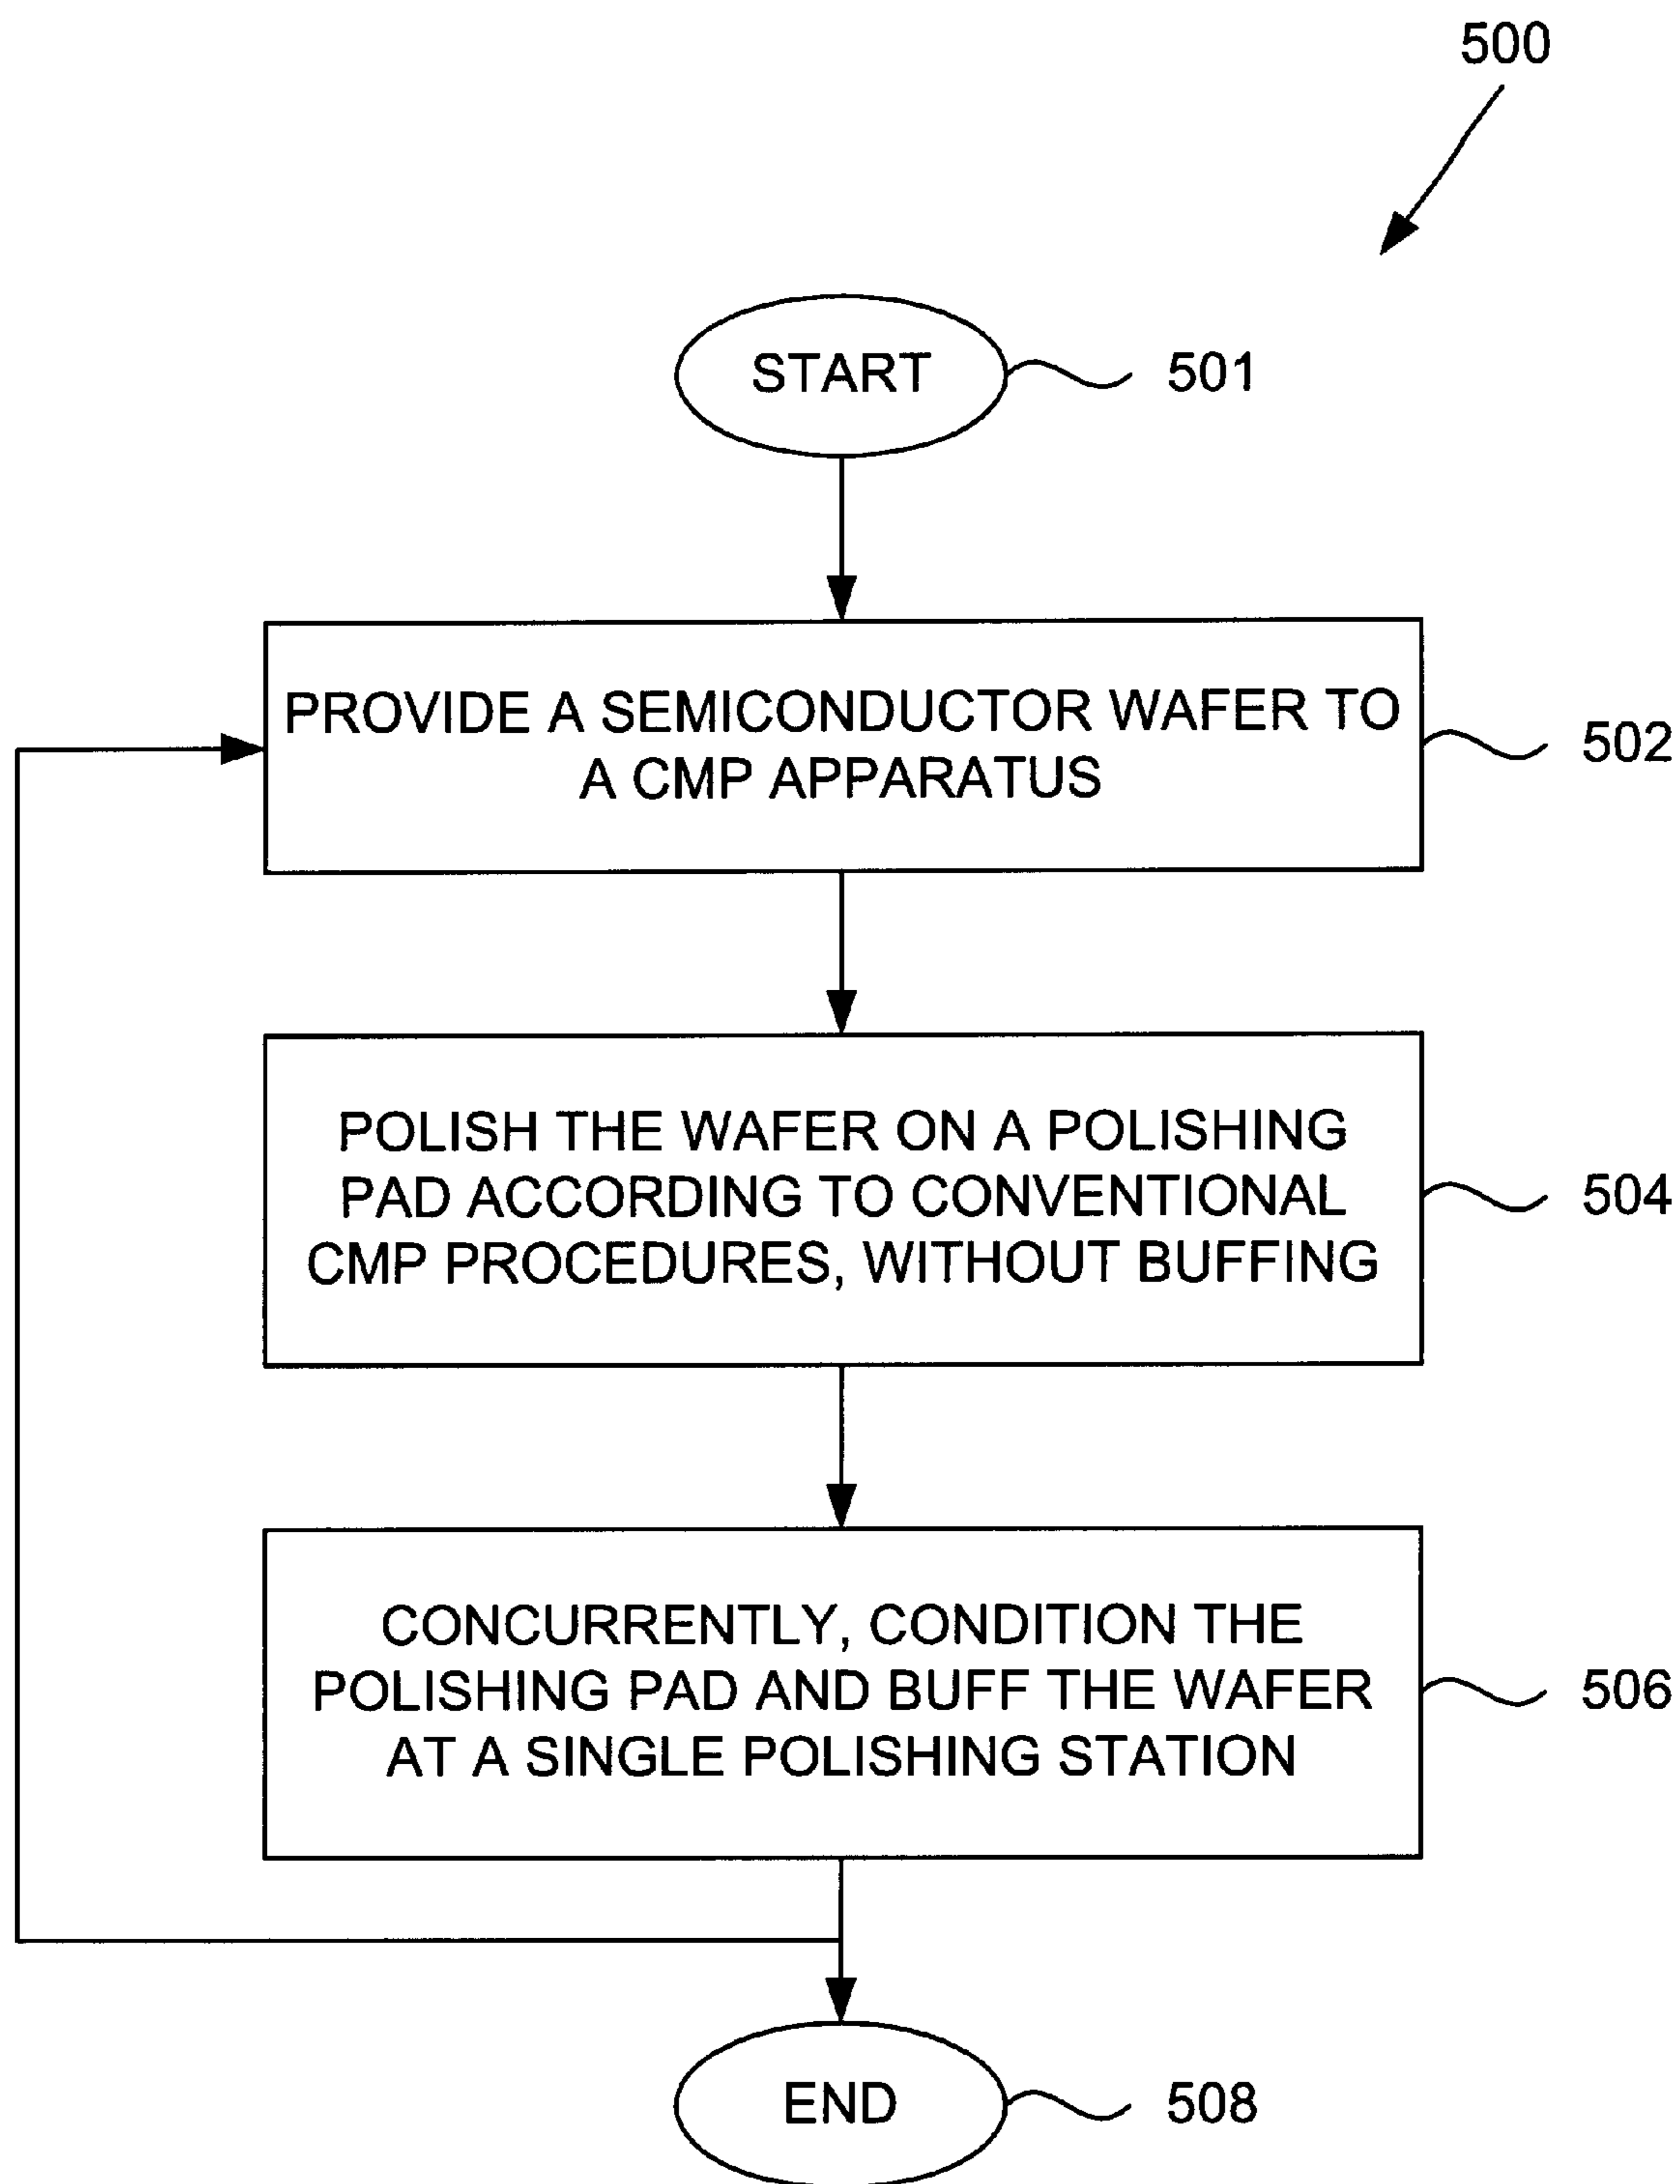 500
START
501
PROVIDE A SEMICONDUCTOR WAFER TO
A CMP APPARATUS
502
POLISH THE WAFER ON A POLISHING
PAD ACCORDING TO CONVENTIONAL
CMP PROCEDURES, WITHOUT BUFFING
504
CONCURRENTLY, CONDITION THE
POLISHING PAD AND BUFF THE WAFER
AT A SINGLE POLISHING STATION
506
END
508